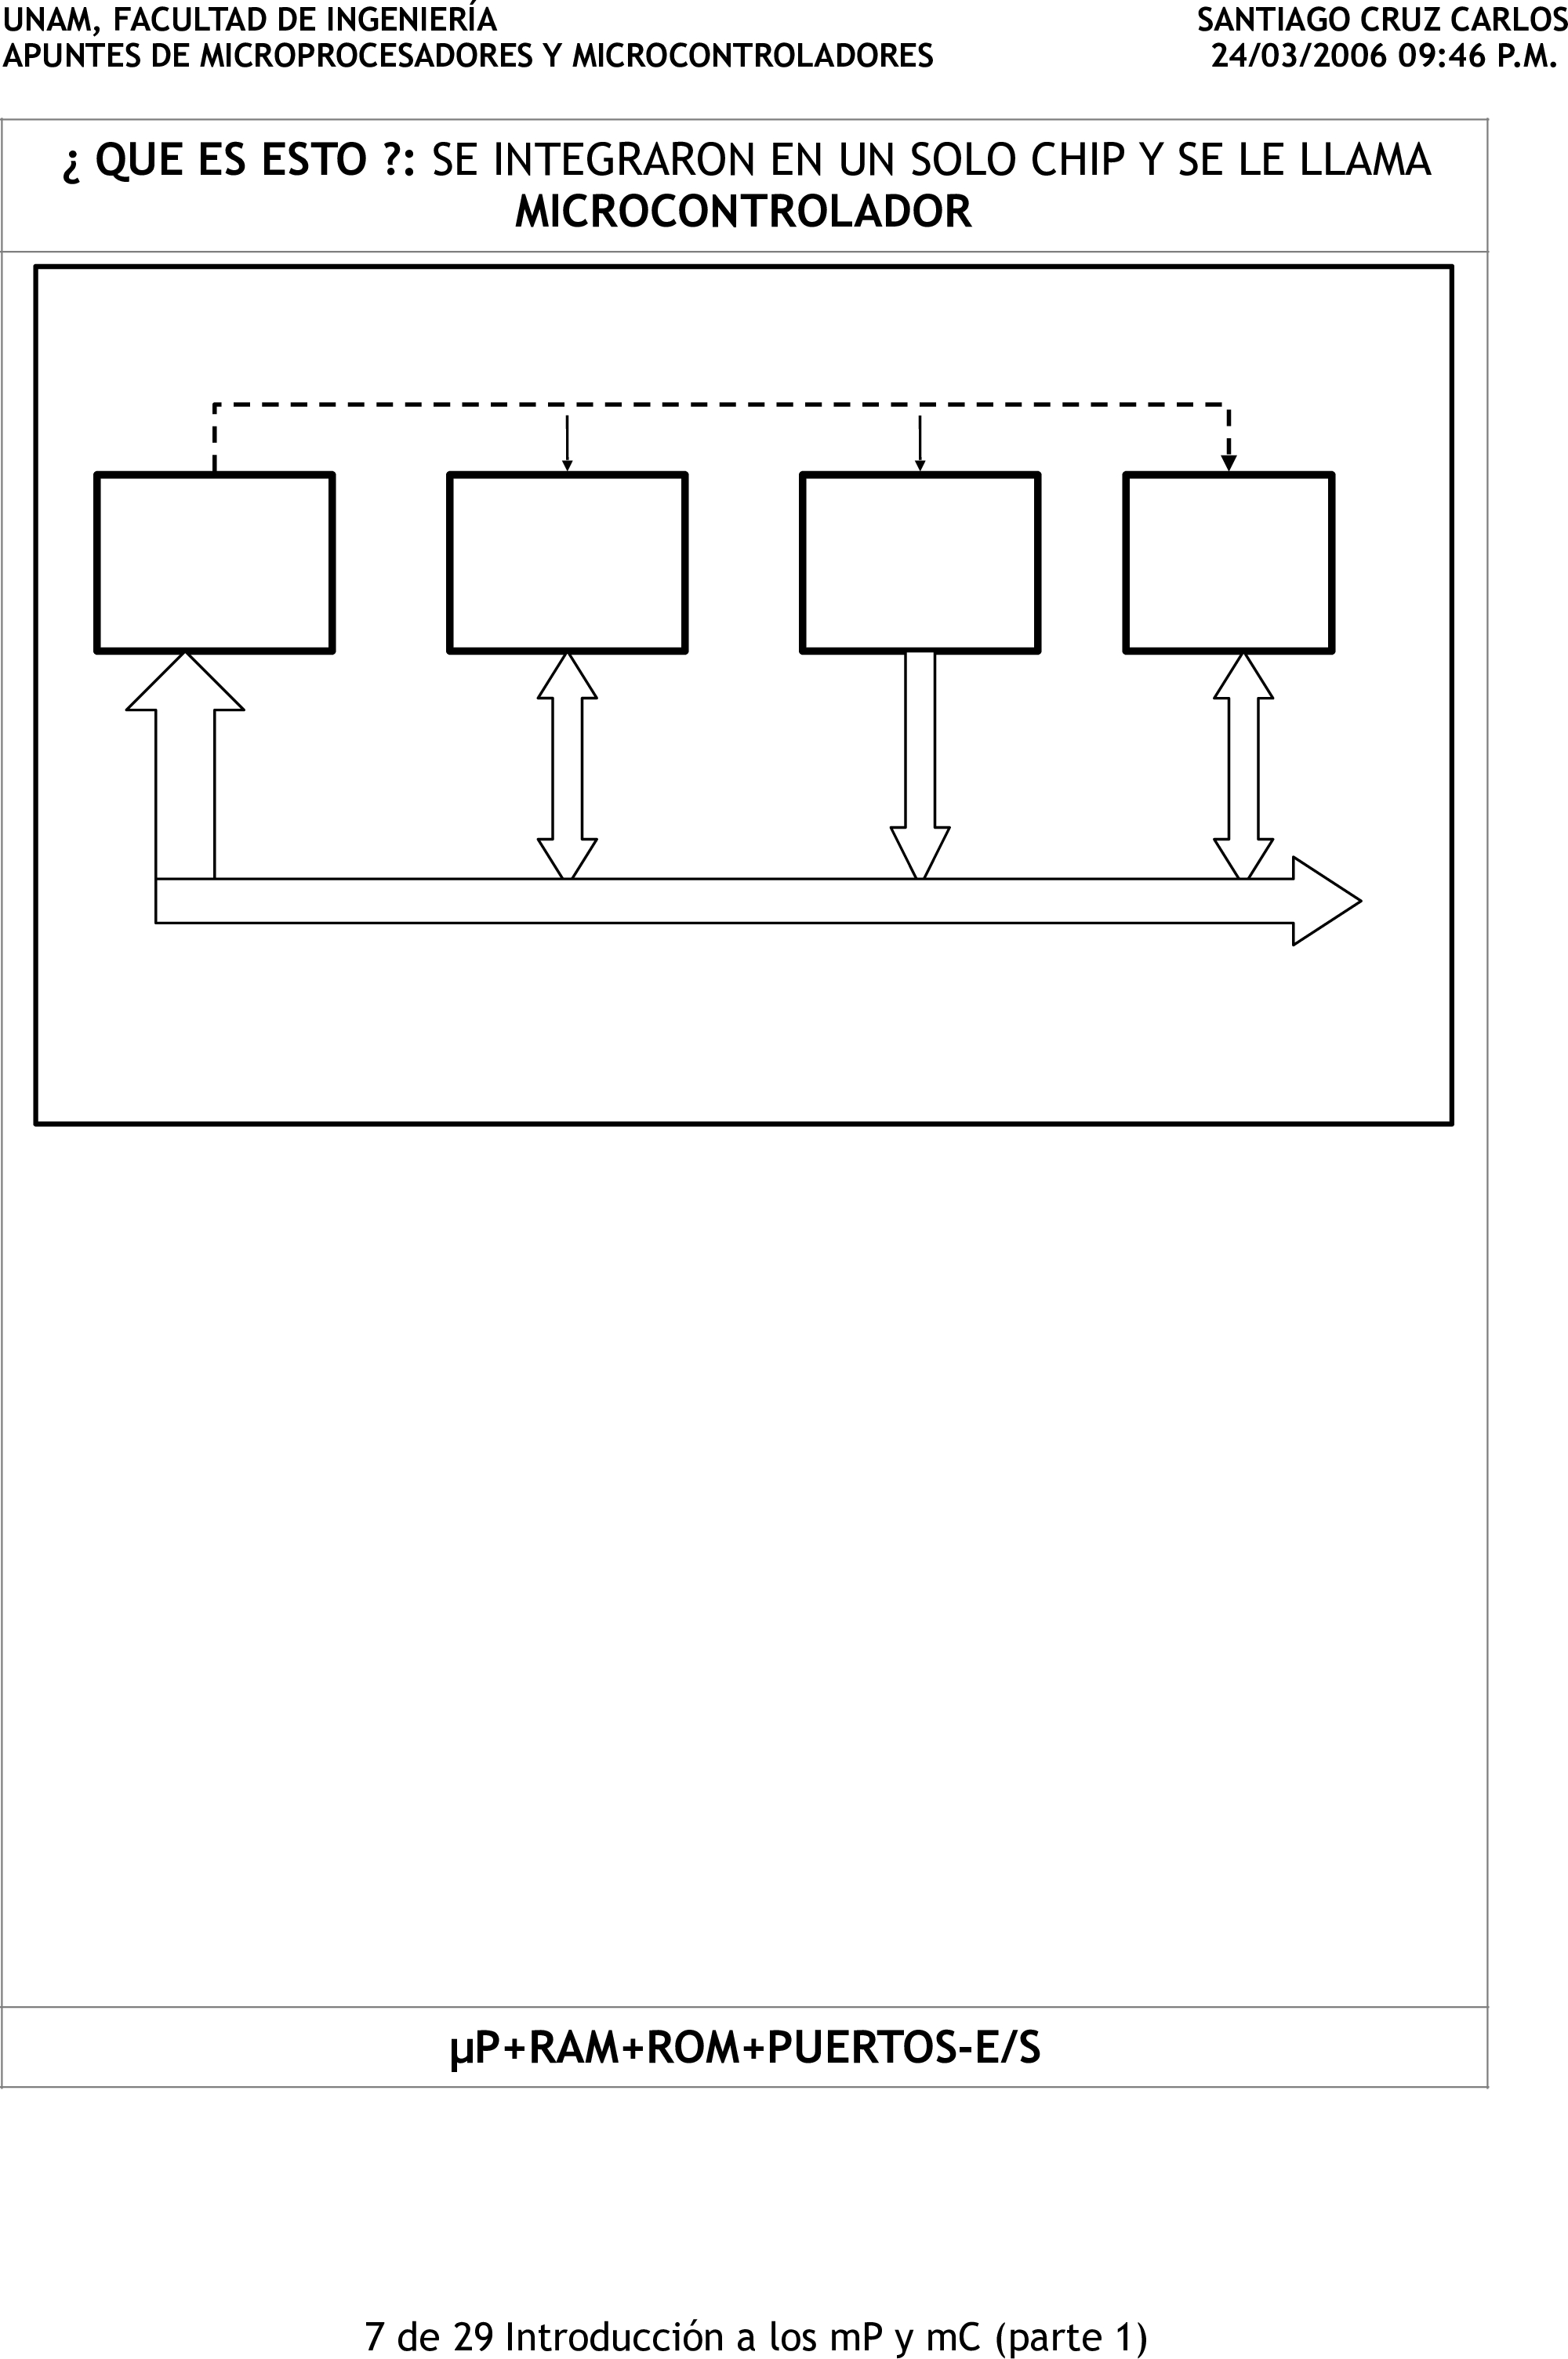 UNAM, FACULTAD DE INGENIERÍA
SANTIAGO CRUZ CARLOS
APUNTES DE MICROPROCESADORES Y MICROCONTROLADORES
24/03/2006 09:46 P.M.
¿ QUE ES ESTO ?: SE INTEGRARON EN UN SOLO CHIP Y SE LE LLAMA
MICROCONTROLADOR
µP+RAM+ROM+PUERTOS-E/S
7 de 29 Introducción a los mP y mC (parte 1)